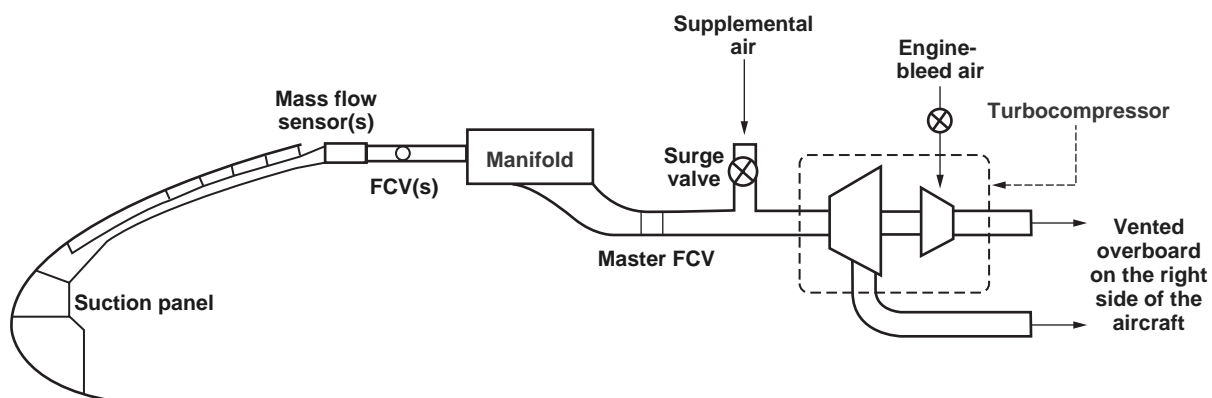 Supplemental
air
Engine-
bleed air
Mass flow
sensor(s)
Turbocompressor
Manifold
Surge
valve
FCV(s)
Master FCV
Vented
overboard
on the right
side of the
aircraft
Suction panel